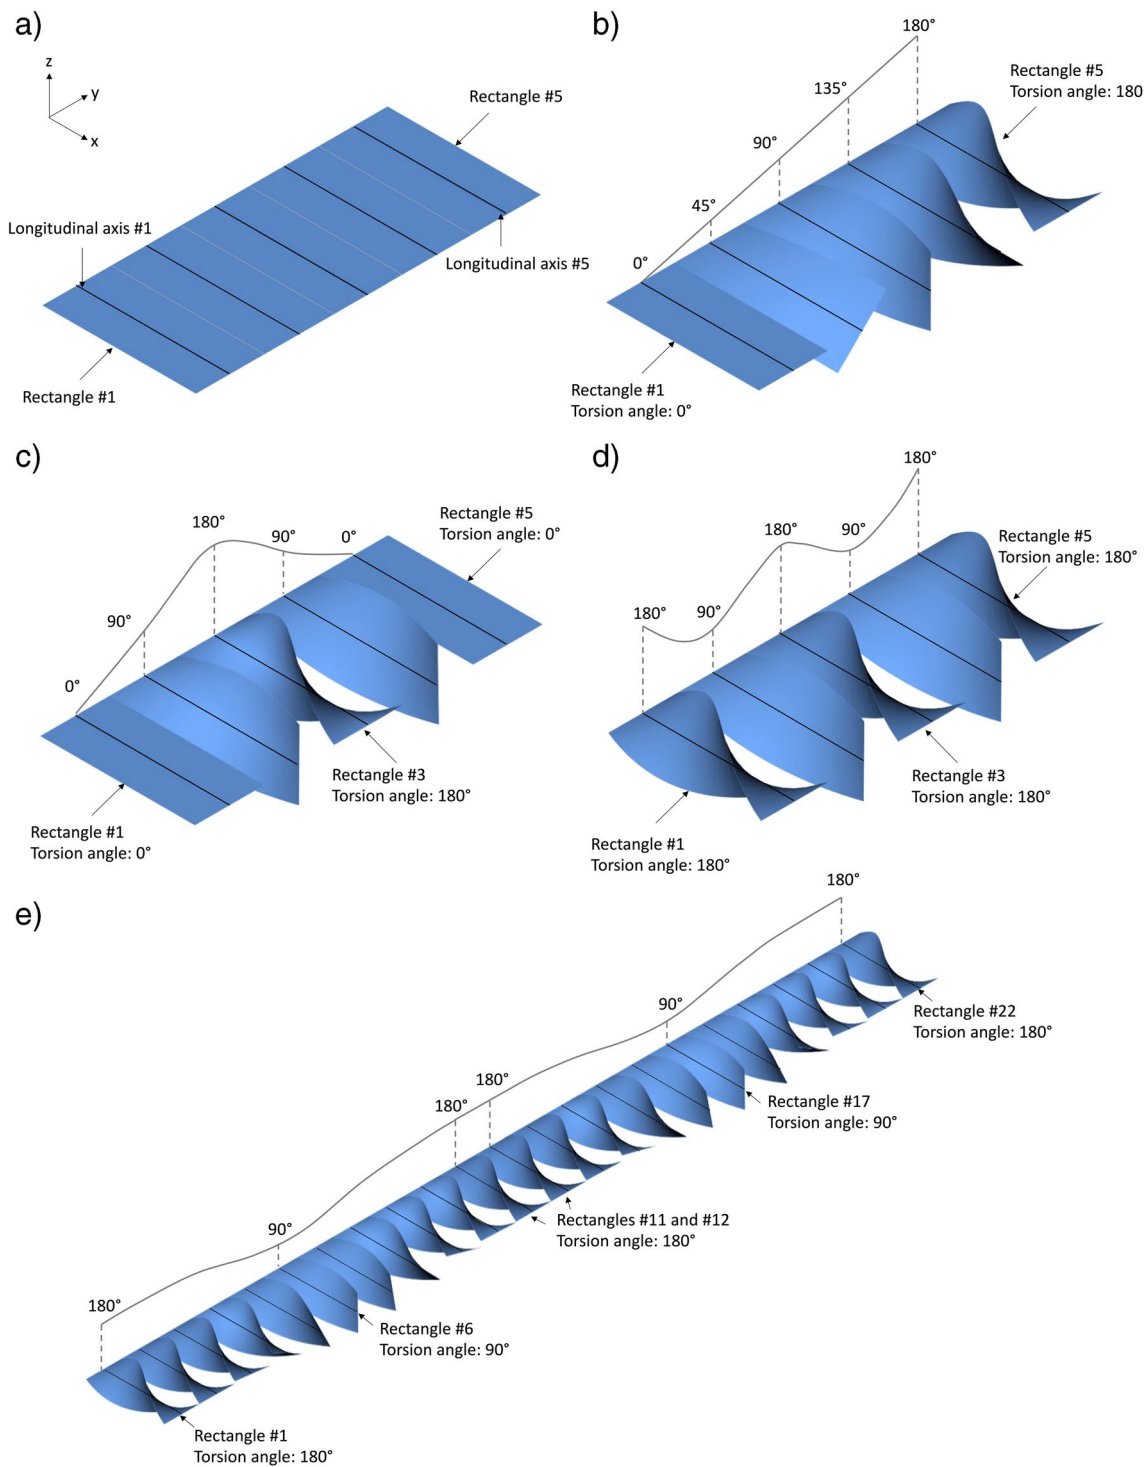 a)
z
y
x
Rectangle #5
Longitudinal axis #1
Longitudinal axis #5
Rectangle #1
b)
180°
135°
90°
45°
0°
Rectangle #5
Torsion angle: 180
Rectangle #1
Torsion angle: 0°
c)
180°
90°
0°
90°
0°
Rectangle #5
Torsion angle: 0°
Rectangle #3
Torsion angle: 180°
Rectangle #1
Torsion angle: 0°
d)
180°
180°
90°
180°
90°
Rectangle #5
Torsion angle: 180°
Rectangle #3
Torsion angle: 180°
Rectangle #1
Torsion angle: 180°
e)
180°
90°
180°
180°
90°
180°
Rectangle #22
Torsion angle: 180°
Rectangle #17
Torsion angle: 90°
Rectangles #11 and #12
Torsion angle: 180°
Rectangle #6
Torsion angle: 90°
Rectangle #1
Torsion angle: 180°